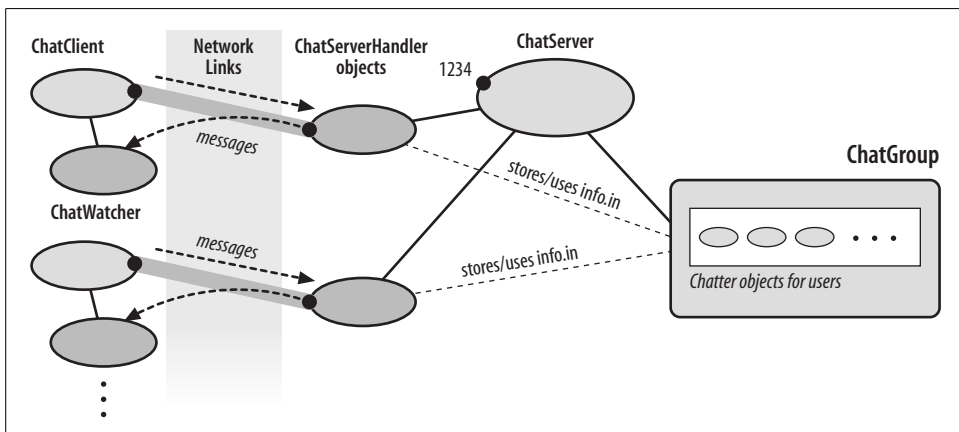 ChatClient
Network
Links
ChatServerHandler
objects
ChatServer
1234
messages
stores/uses info.in
ChatGroup
ChatWatcher
messages
stores/uses info.in
Chatter objects for users